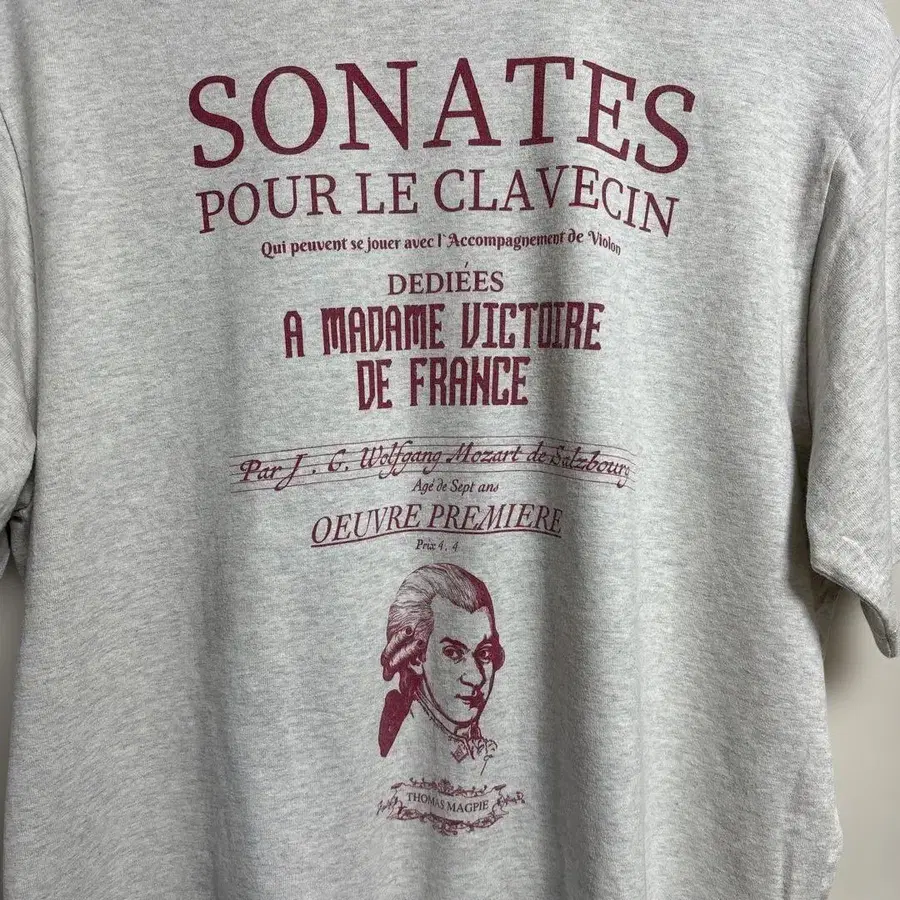 SONATES
POUR LE CLAVECIN
Qui peuvent se jouer avec l`Accompagnement de Violon
DEDIÉES
A MADAME VICTOIRE
DE FRANCE
Par J . G. Wolfgang Mozart de Salzbourg
Agé de Sept ans
OEUVRE PREMIERE
Prix 4 . 4
THOMAS MAGPIE